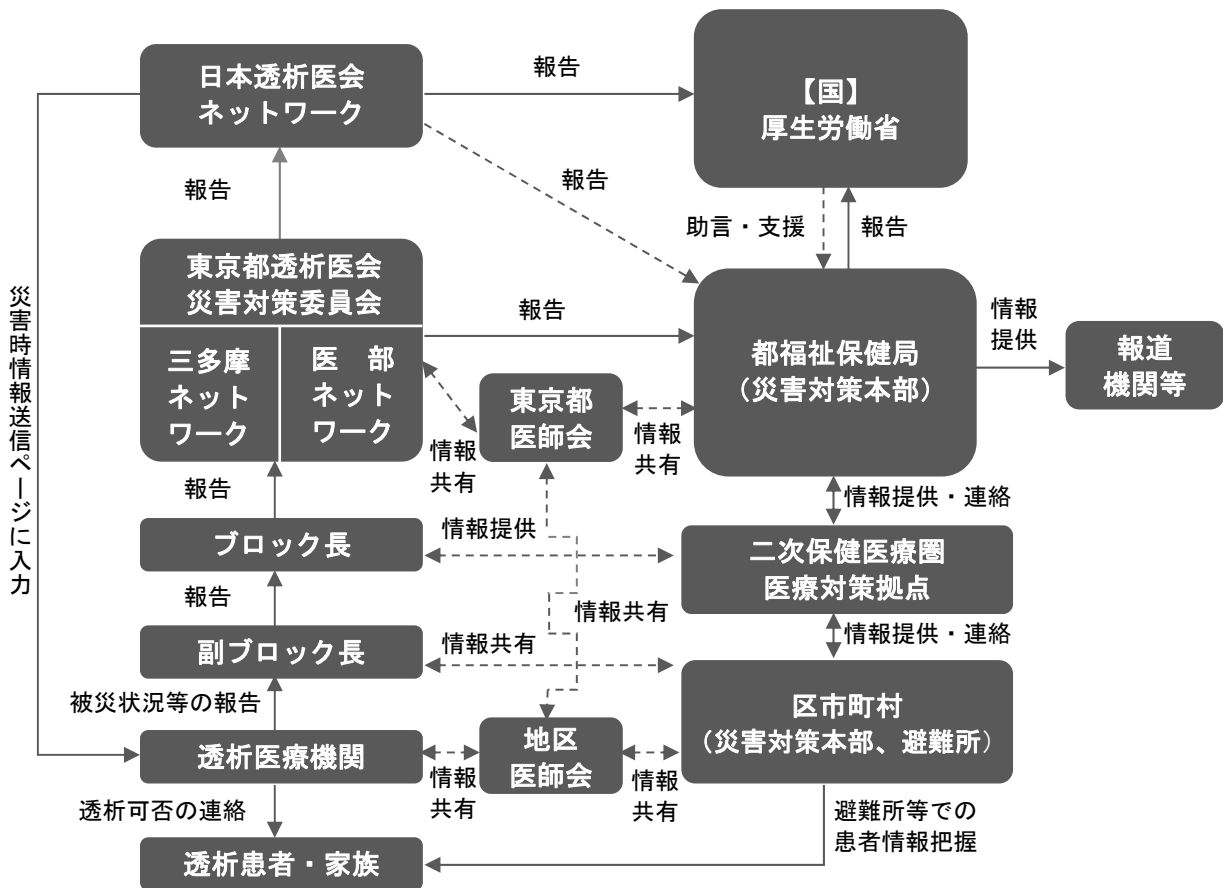 日本透析医会
ネットワーク
報告
【国】
厚生労働省
報告
報告
助言・支援
報告
東京都透析医会
災害対策委員会
三多摩
ネット
ワーク
医　部
ネット
ワーク
報告
都福祉保健局
（災害対策本部）
情報
提供
報道
機関等
東京都
医師会
情報
共有
情報
共有
災害時情報送信ページに入力
報告
情報提供・連絡
ブロック長
情報提供
二次保健医療圏
医療対策拠点
報告
情報共有
情報提供・連絡
副ブロック長
情報共有
被災状況等の報告
区市町村
（災害対策本部、避難所）
透析医療機関
地区
医師会
情報
共有
情報
共有
透析可否の連絡
避難所等での
患者情報把握
透析患者・家族